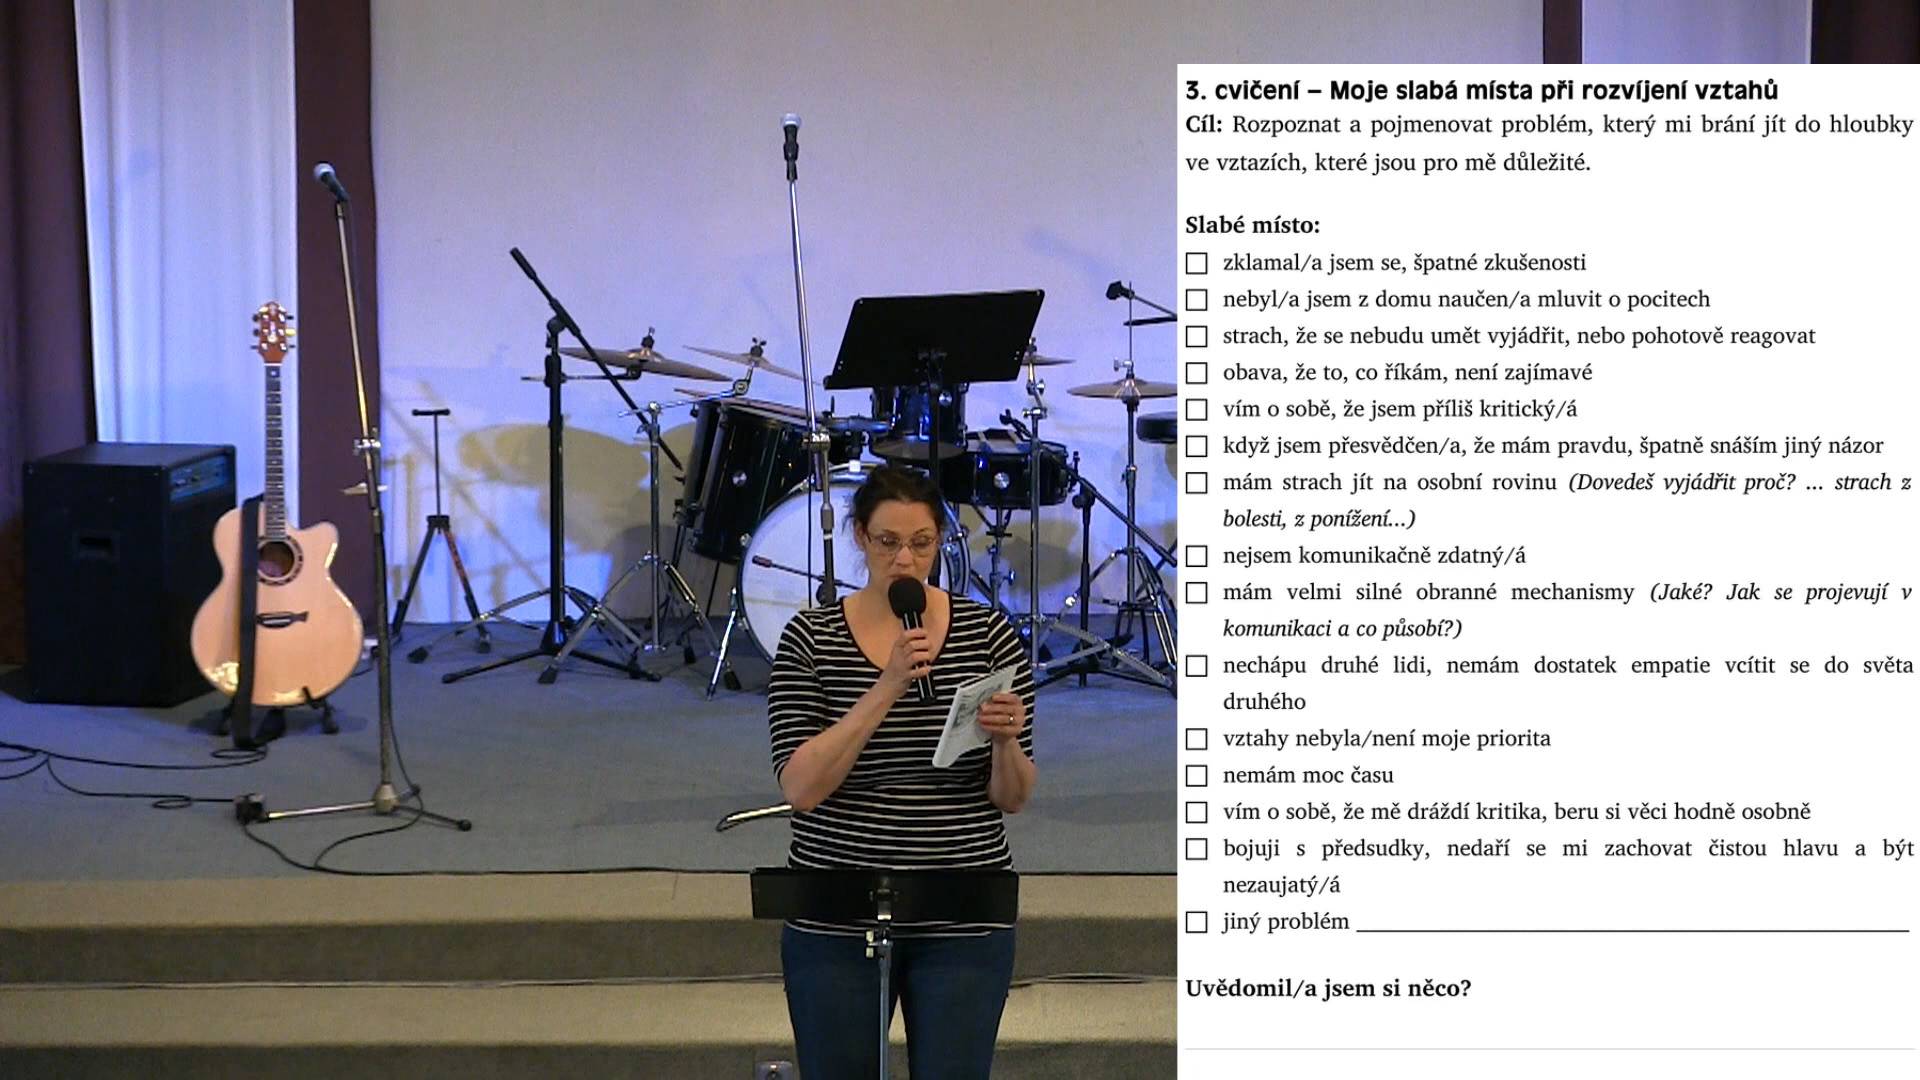 3. cvičení – Moje slabá místa při rozvíjení vztahů
Cíl: Rozpoznat a pojmenovat problém, který mi brání jít do hloubky
ve vztazích, které jsou pro mě důležité.
Slabé místo:
zklamal/a jsem se, špatné zkušenosti
nebyl/a jsem z domu naučen/a mluvit o pocitech
strach, že se nebudu umět vyjádřit, nebo pohotově reagovat
obava, že to, co říkám, není zajímavé
vím o sobě, že jsem příliš kritický/á
když jsem přesvědčen/a, že mám pravdu, špatně snáším jiný názor
mám strach jít na osobní rovinu (Dovedeš vyjádřit proč? ... strach z
bolesti, z ponížení...)
nejsem komunikačně zdatný/á
mám velmi silné obranné mechanismy (Jaké? Jak se projevují v
komunikaci a co působí?)
nechápu druhé lidi, nemám dostatek empatie vcítit se do světa
druhého
vztahy nebyla/není moje priorita
nemám moc času
vím o sobě, že mě dráždí kritika, beru si věci hodně osobně
bojuji s předsudky, nedaří se mi zachovat čistou hlavu a být
nezaujatý/á
jiný problém
Uvědomil/a jsem si něco?